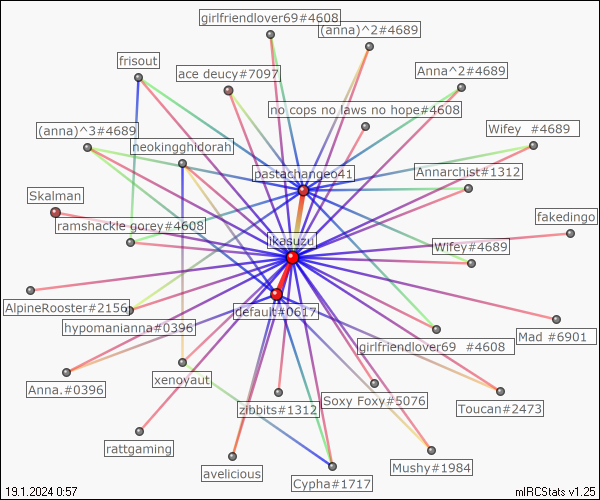 girlfriendlover69#4608
(anna)^2#4689
frisout
ace deucy#7097
Anna^2#4689
no cops no laws no hope#4608
(anna)^3#4689
Wifey  #4689
neokingghidorah
pastachangeo41
Annarchist#1312
Skalman
fakedingo
ramshackle gorey#4608
ikasuzu
Wifey#4689
AlpineRooster#2156
default#0617
hypomanianna#0396
Mad #6901
girlfriendlover69  #4608
xenoyaut
Anna.#0396
Soxy Foxy#5076
zibbits#1312
Toucan#2473
rattgaming
avelicious
Mushy#1984
Cypha#1717
19.1.2024 0:57
mIRCStats v1.25